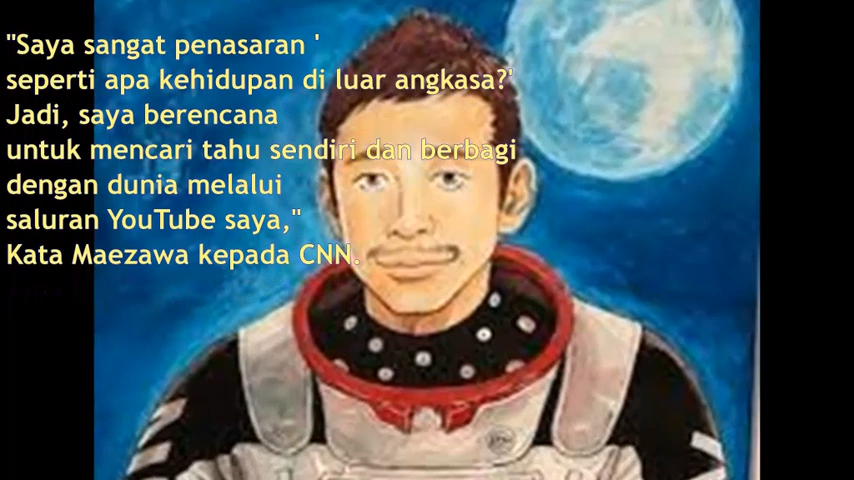 "Saya sangat penasaran '
seperti apa kehidupan di luar angkasa?'
Jadi, saya berencana
untuk mencari tahu sendiri dan berbagi
dengan dunia melalui
saluran YouTube saya,"
Kata Maezawa kepada CNN.